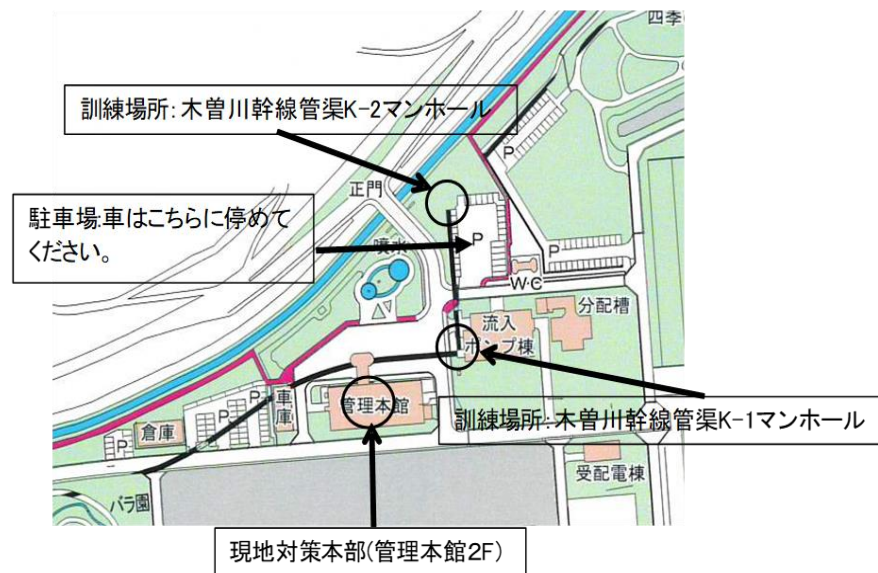 四季
訓練場所：木曽川幹線管渠K-2マンホール
P
正門
駐車場:車はこちらに停めて
ください。
噴水
P
P
W・C
分配槽
流入
ポンプ棟
車庫
管理本館
訓練場所：木曽川幹線管渠K-1マンホール
P
P
倉庫
P
受配電棟
バラ園
現地対策本部(管理本館2F)